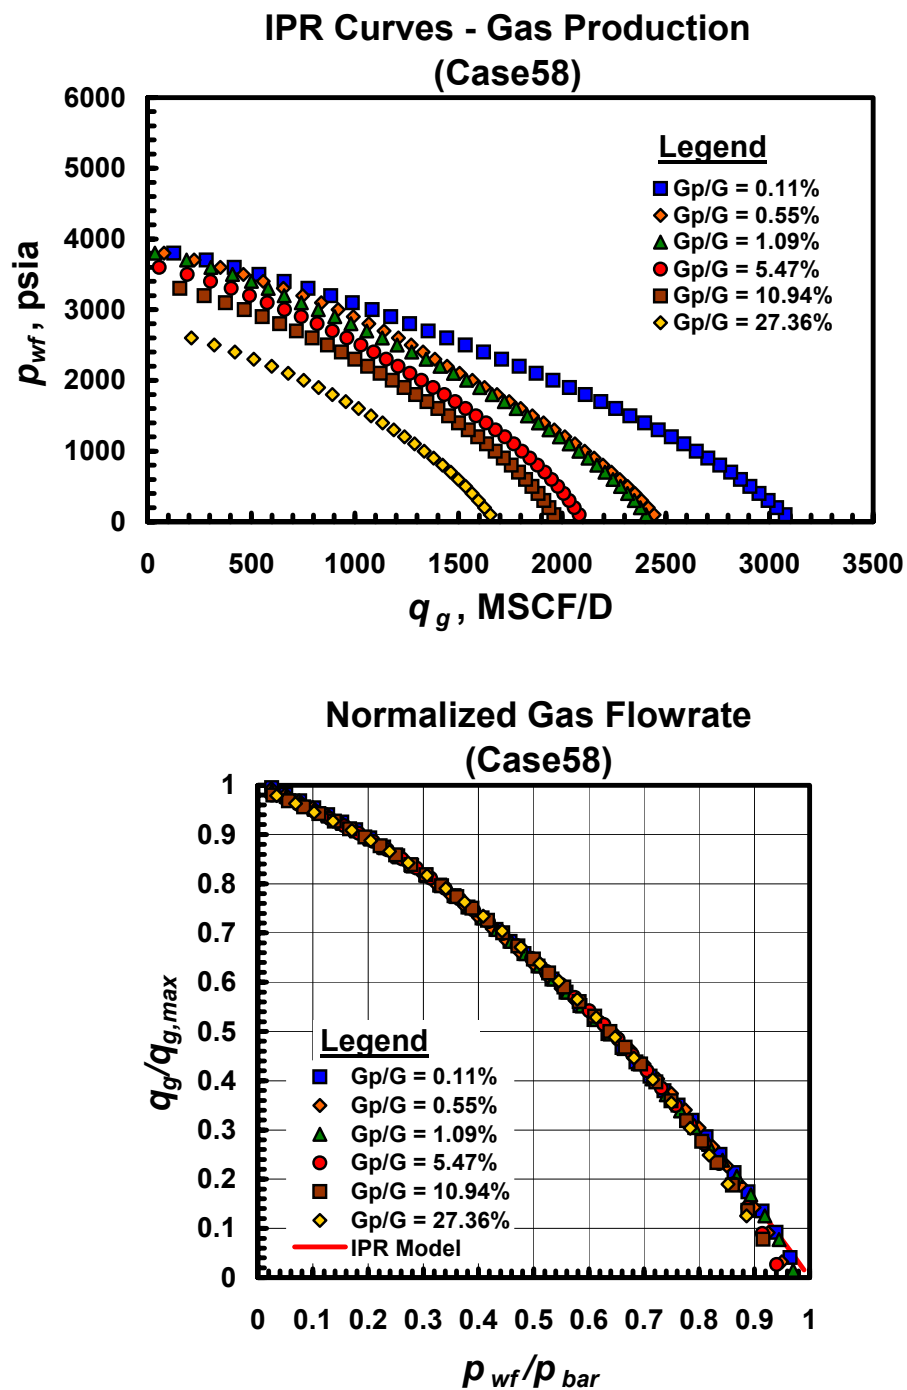 IPR Curves - Gas Production
(Case58)
6000
5000
4000
3000
2000
1000
0
p wf , psia
Legend
Gp/G = 0.11%
Gp/G = 0.55%
Gp/G = 1.09%
Gp/G = 5.47%
Gp/G = 10.94%
Gp/G = 27.36%
0 500 1000 1500 2000 2500 3000 3500
q g , MSCF/D
Normalized Gas Flowrate
(Case58)
1
0.9
0.8
0.7
0.6
0.5
0.4
0.3
0.2
0.1
0
q g /q g,max
Legend
Gp/G = 0.11%
Gp/G = 0.55%
Gp/G = 1.09%
Gp/G = 5.47%
Gp/G = 10.94%
Gp/G = 27.36%
IPR Model
0 0.1 0.2 0.3 0.4 0.5 0.6 0.7 0.8 0.9 1
p wf /p bar